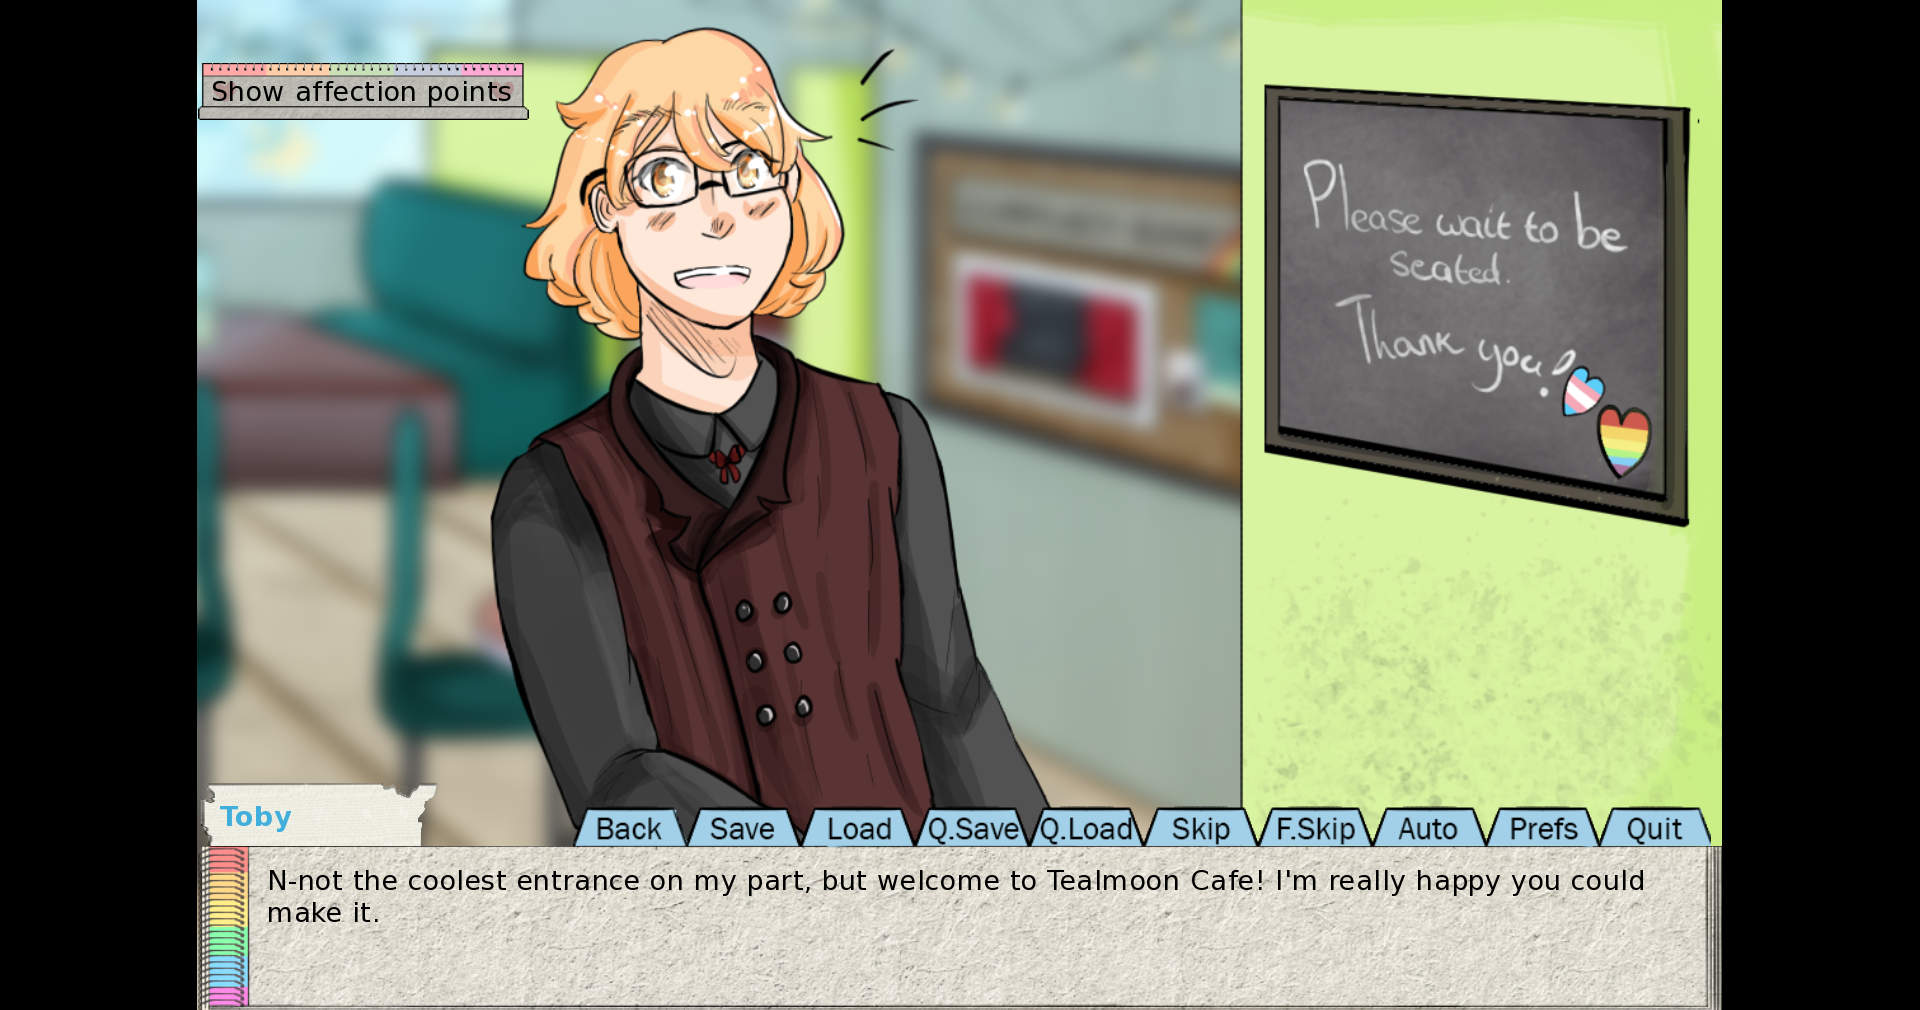 Show affection points
Please wait to be
seated.
Thank you!
Toby
Back Save Load Q.Save Q.Load Skip F.Skip Auto Prefs Quit
N-not the coolest entrance on my part, but welcome to Tealmoon Cafe! I'm really happy you could
make it.